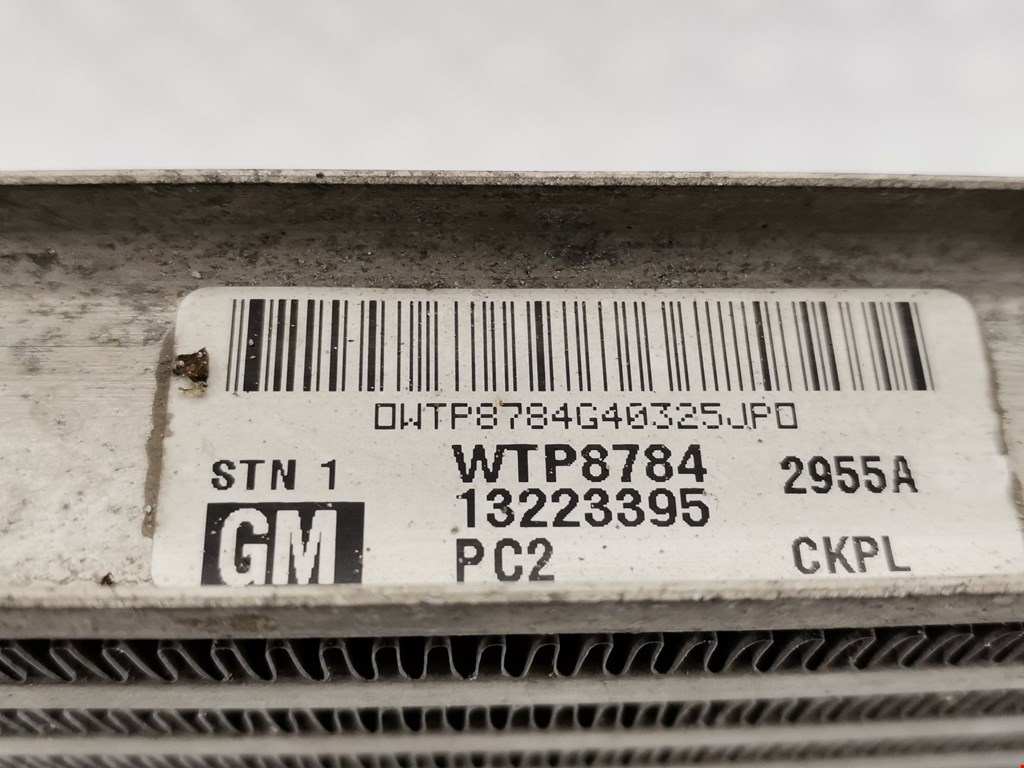 0WTP8784G40325JP0
STN 1
WTP8784
2955A
13223395
GM
PC2
CKPL